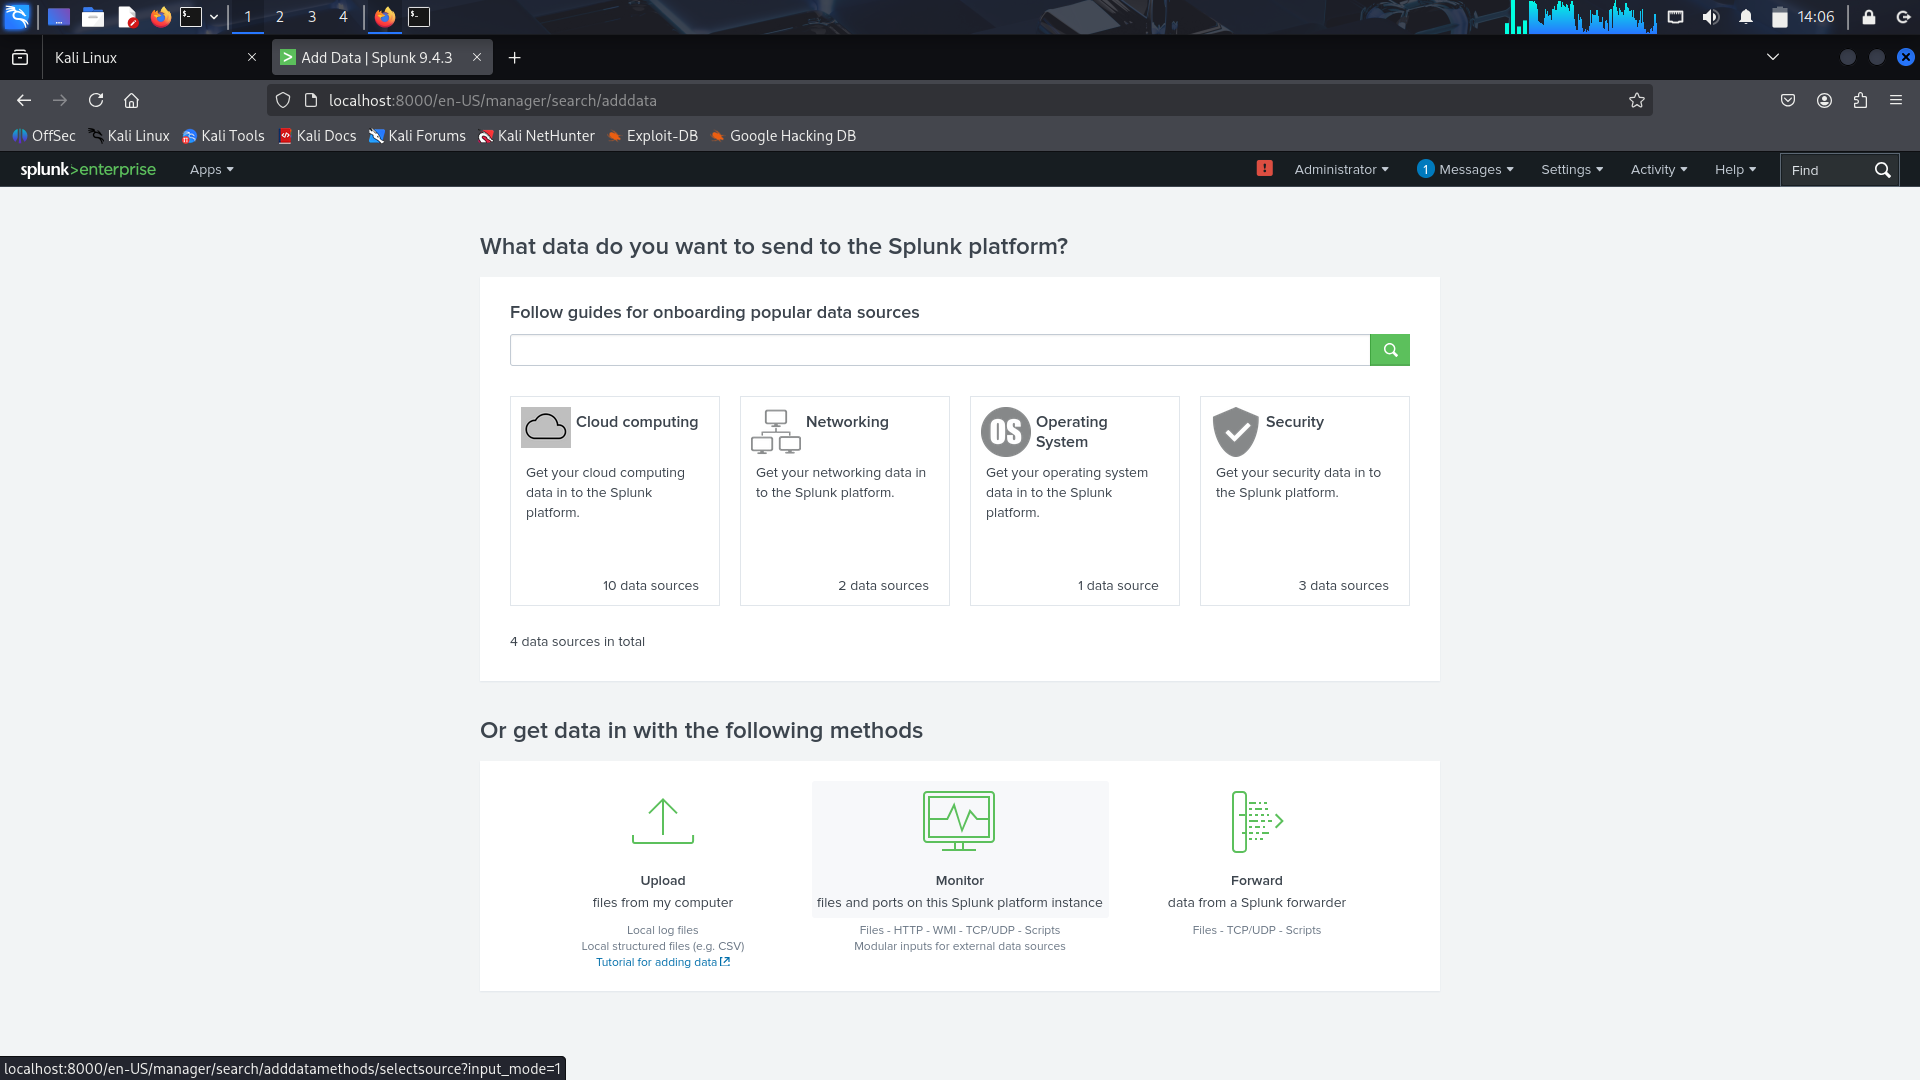 1 2 3 4 14:06
Kali Linux Add Data | Splunk 9.4.3
localhost:8000/en-US/manager/search/adddata
OffSec Kali Linux Kali Tools Kali Docs Kali Forums Kali NetHunter Exploit-DB Google Hacking DB
splunk>enterprise Apps Administrator 1 Messages Settings Activity Help Find
What data do you want to send to the Splunk platform?
Follow guides for onboarding popular data sources
Cloud computing
Get your cloud computing
data in to the Splunk
platform.
10 data sources
Networking
Get your networking data in
to the Splunk platform.
2 data sources
OS
Operating
System
Get your operating system
data in to the Splunk
platform.
1 data source
Security
Get your security data in to
the Splunk platform.
3 data sources
4 data sources in total
Or get data in with the following methods
Upload
files from my computer
Local log files
Local structured files (e.g. CSV)
Tutorial for adding data
Monitor
files and ports on this Splunk platform instance
Files - HTTP - WMI - TCP/UDP - Scripts
Modular inputs for external data sources
Forward
data from a Splunk forwarder
Files - TCP/UDP - Scripts
localhost:8000/en-US/manager/search/adddatamethods/selectsource?input_mode=1